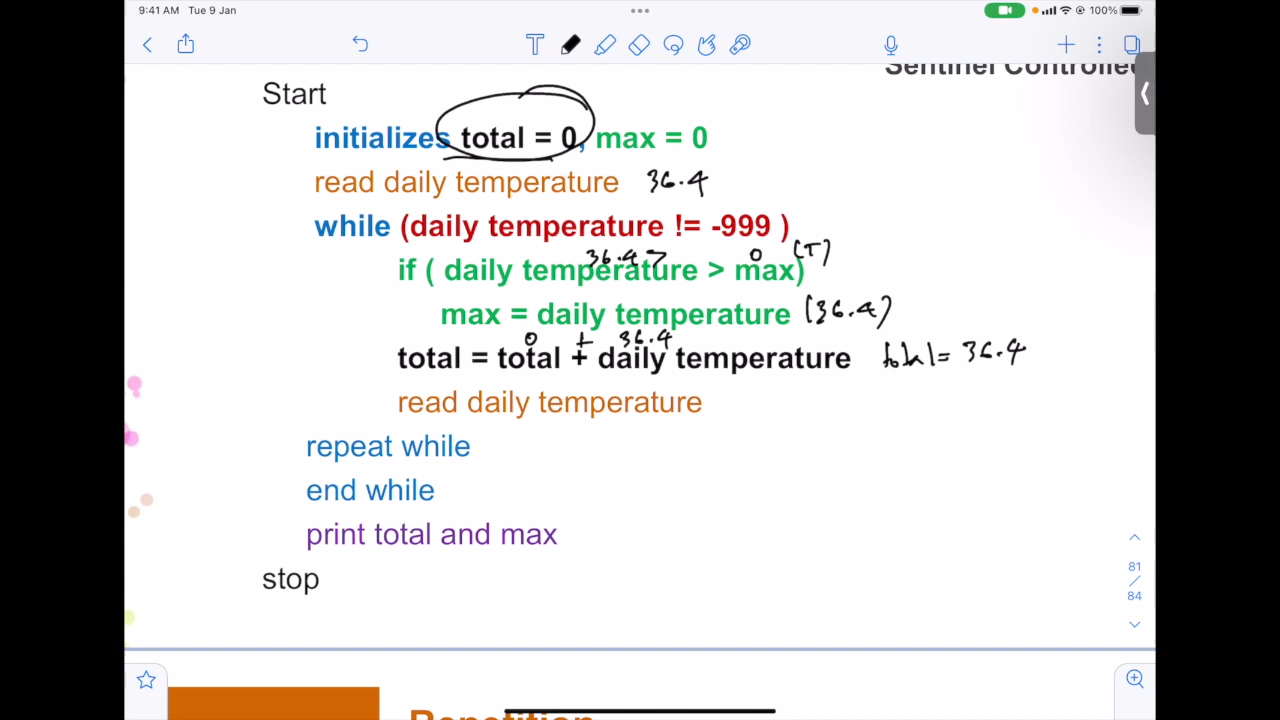 9:41 AM Tue 9 Jan
100%
Sentinel Controlled
Start
initializes total = 0, max = 0
read daily temperature 36.4
while (daily temperature != -999 )
36.4 > 0 (T)
if ( daily temperature > max)
max = daily temperature (36.4)
0 + 36.4
total = total + daily temperature total = 36.4
read daily temperature
repeat while
end while
print total and max
stop
81
/
84
Repetition